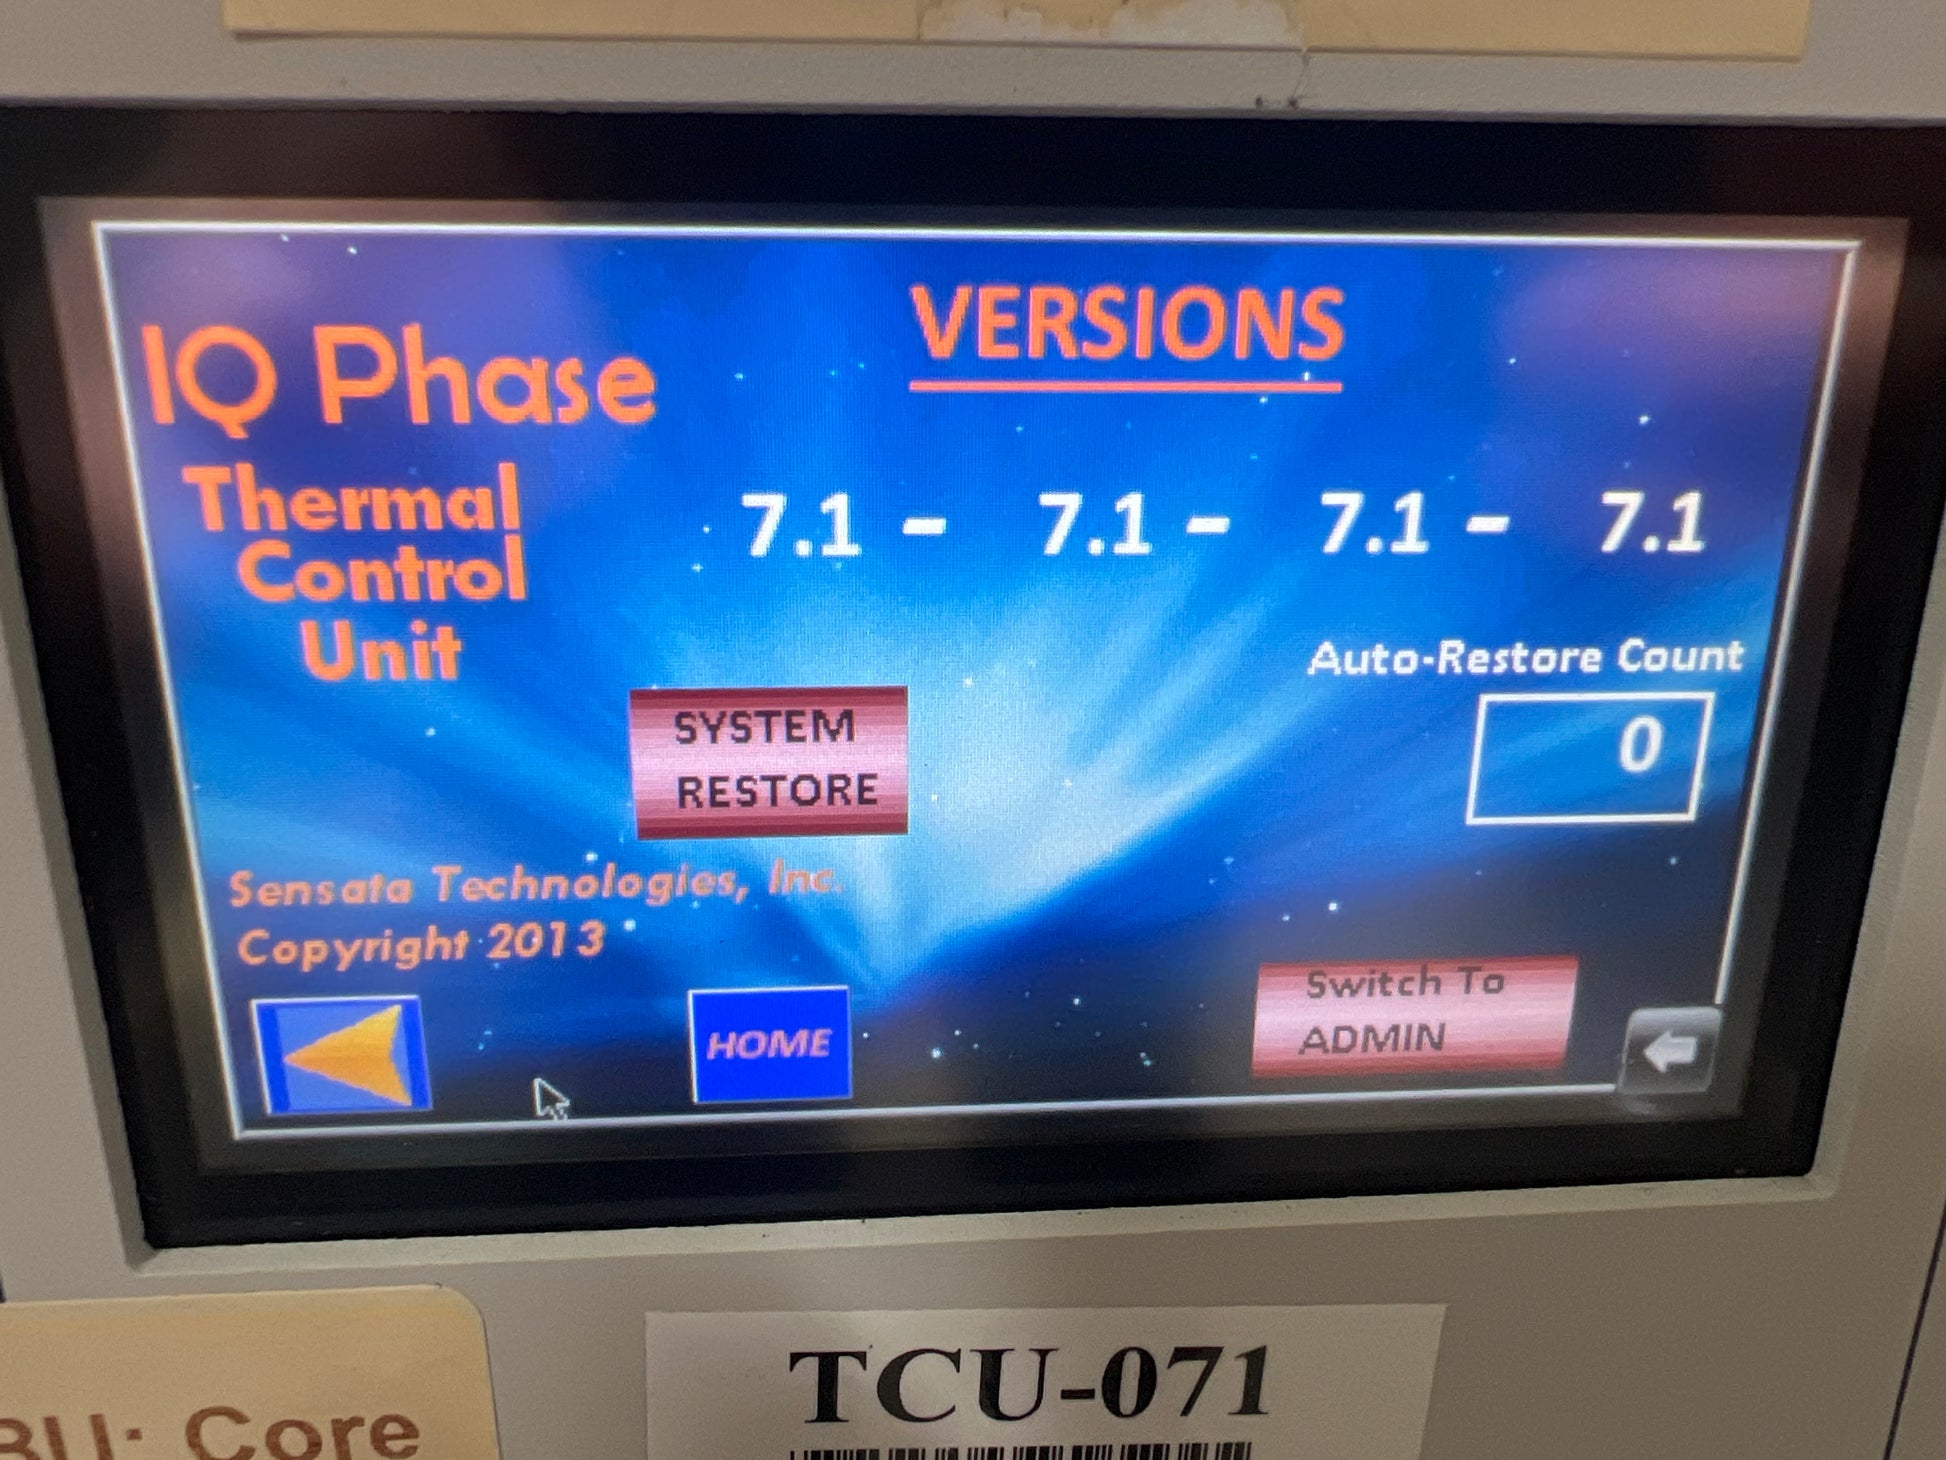 VERSIONS
IQ Phase
Thermal
Control
Unit
7.1 - 7.1 - 7.1 - 7.1
Auto-Restore Count
0
SYSTEM
RESTORE
Sensata Technologies, Inc.
Copyright 2013
HOME
Switch To
ADMIN
TCU-071
BU: Core